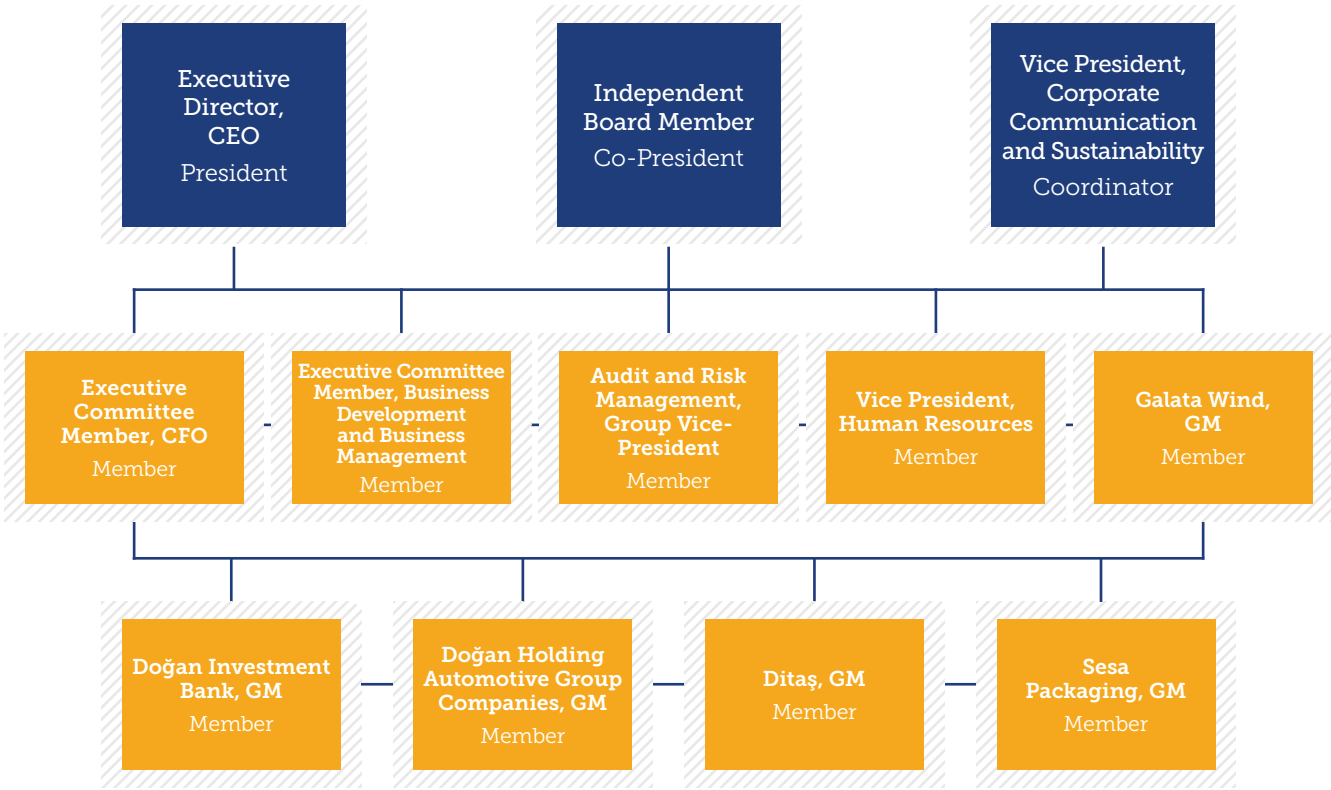 Executive
Director,
CEO
President
Independent
Board Member
Co-President
Vice President,
Corporate
Communication
and Sustainability
Coordinator
Executive
Committee
Member, CFO
Member
Executive Committee
Member, Business
Development
and Business
Management
Member
Audit and Risk
Management,
Group Vice-
President
Member
Vice President,
Human Resources
Member
Galata Wind,
GM
Member
Doğan Investment
Bank, GM
Member
Doğan Holding
Automotive Group
Companies, GM
Member
Ditaş, GM
Member
Sesa
Packaging, GM
Member